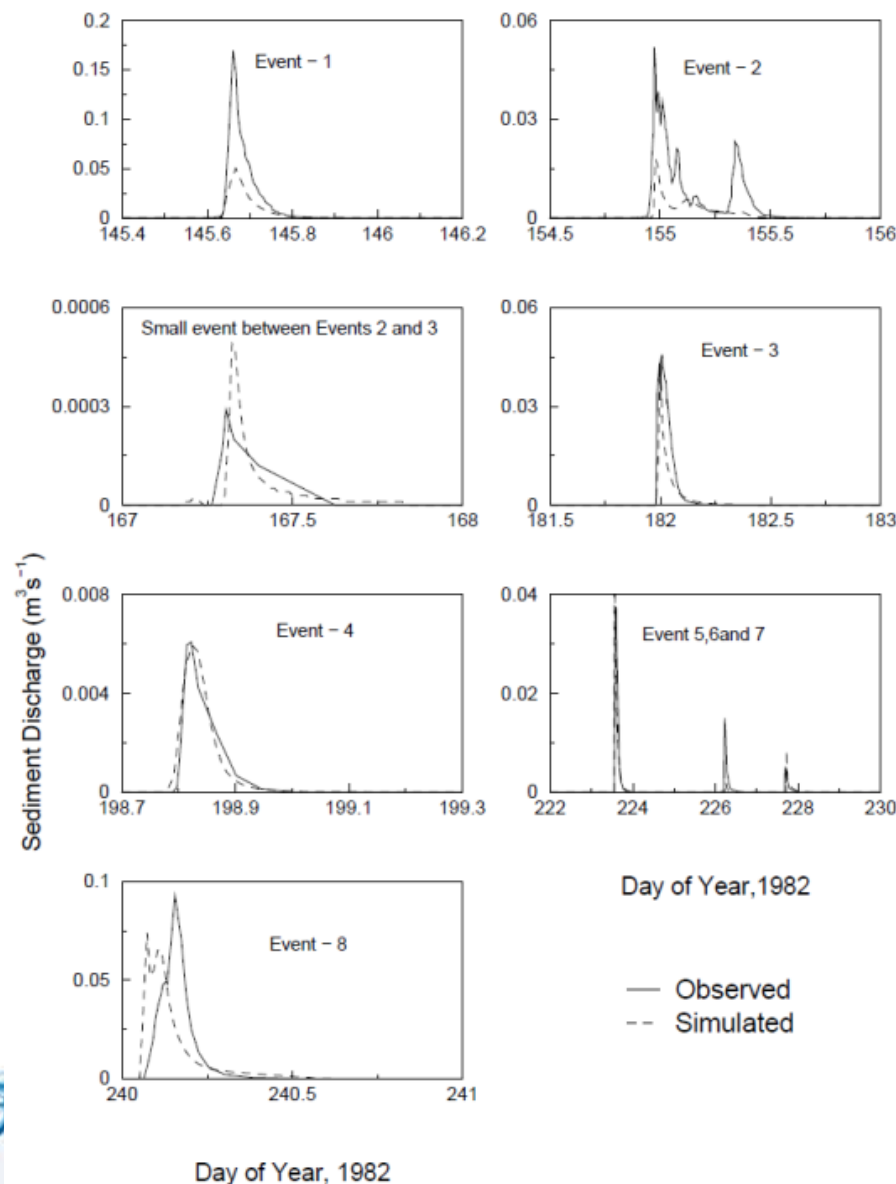 0.2
0.15
0.1
0.05
0
Event − 1
145.4 145.6 145.8 146 146.2
0.06
0.03
0
Event − 2
154.5 155 155.5 156
0.0006
0.0003
0
Small event between Events 2 and 3
167 167.5 168
0.06
0.03
0
Event − 3
181.5 182 182.5 183
Sediment Discharge (m³s⁻¹)
0.008
0.004
0
Event − 4
198.7 198.9 199.1 199.3
0.04
0.02
0
Event 5,6and 7
222 224 226 228 230
Day of Year,1982
0.1
0.05
0
Event − 8
240 240.5 241
Day of Year, 1982
Observed
Simulated